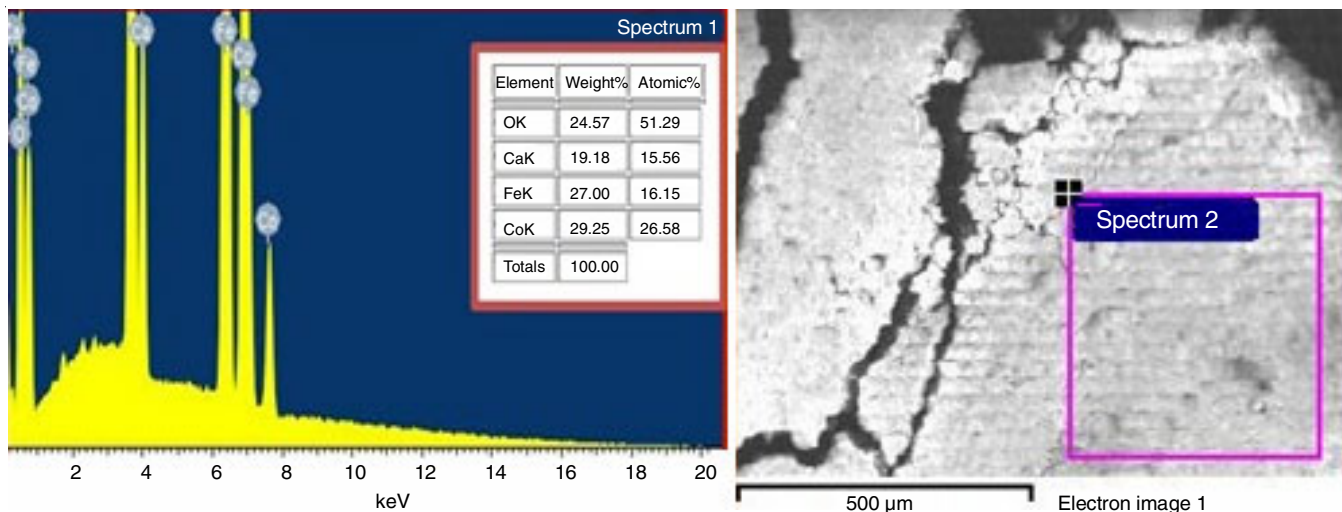 Spectrum 1
Element Weight% Atomic%
OK 24.57 51.29
CaK 19.18 15.56
FeK 27.00 16.15
CoK 29.25 26.58
Totals 100.00
2 4 6 8 10 12 14 16 18 20
keV
Spectrum 2
500 µm Electron image 1